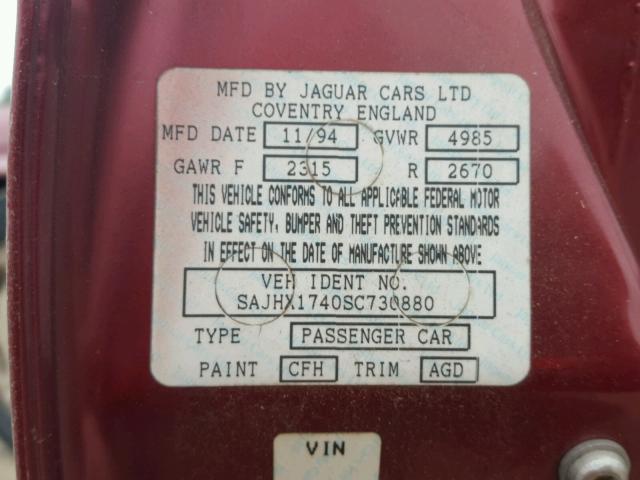 MFD BY JAGUAR CARS LTD
COVENTRY ENGLAND
MFD DATE 11/94 GVWR 4985
GAWR F 2315 R 2670
THIS VEHICLE CONFORMS TO ALL APPLICABLE FEDERAL MOTOR
VEHICLE SAFETY, BUMPER AND THEFT PREVENTION STANDARDS
IN EFFECT ON THE DATE OF MANUFACTURE SHOWN ABOVE
VEH IDENT NO.
SAJHX1740SC730880
TYPE PASSENGER CAR
PAINT CFH TRIM AGD
VIN